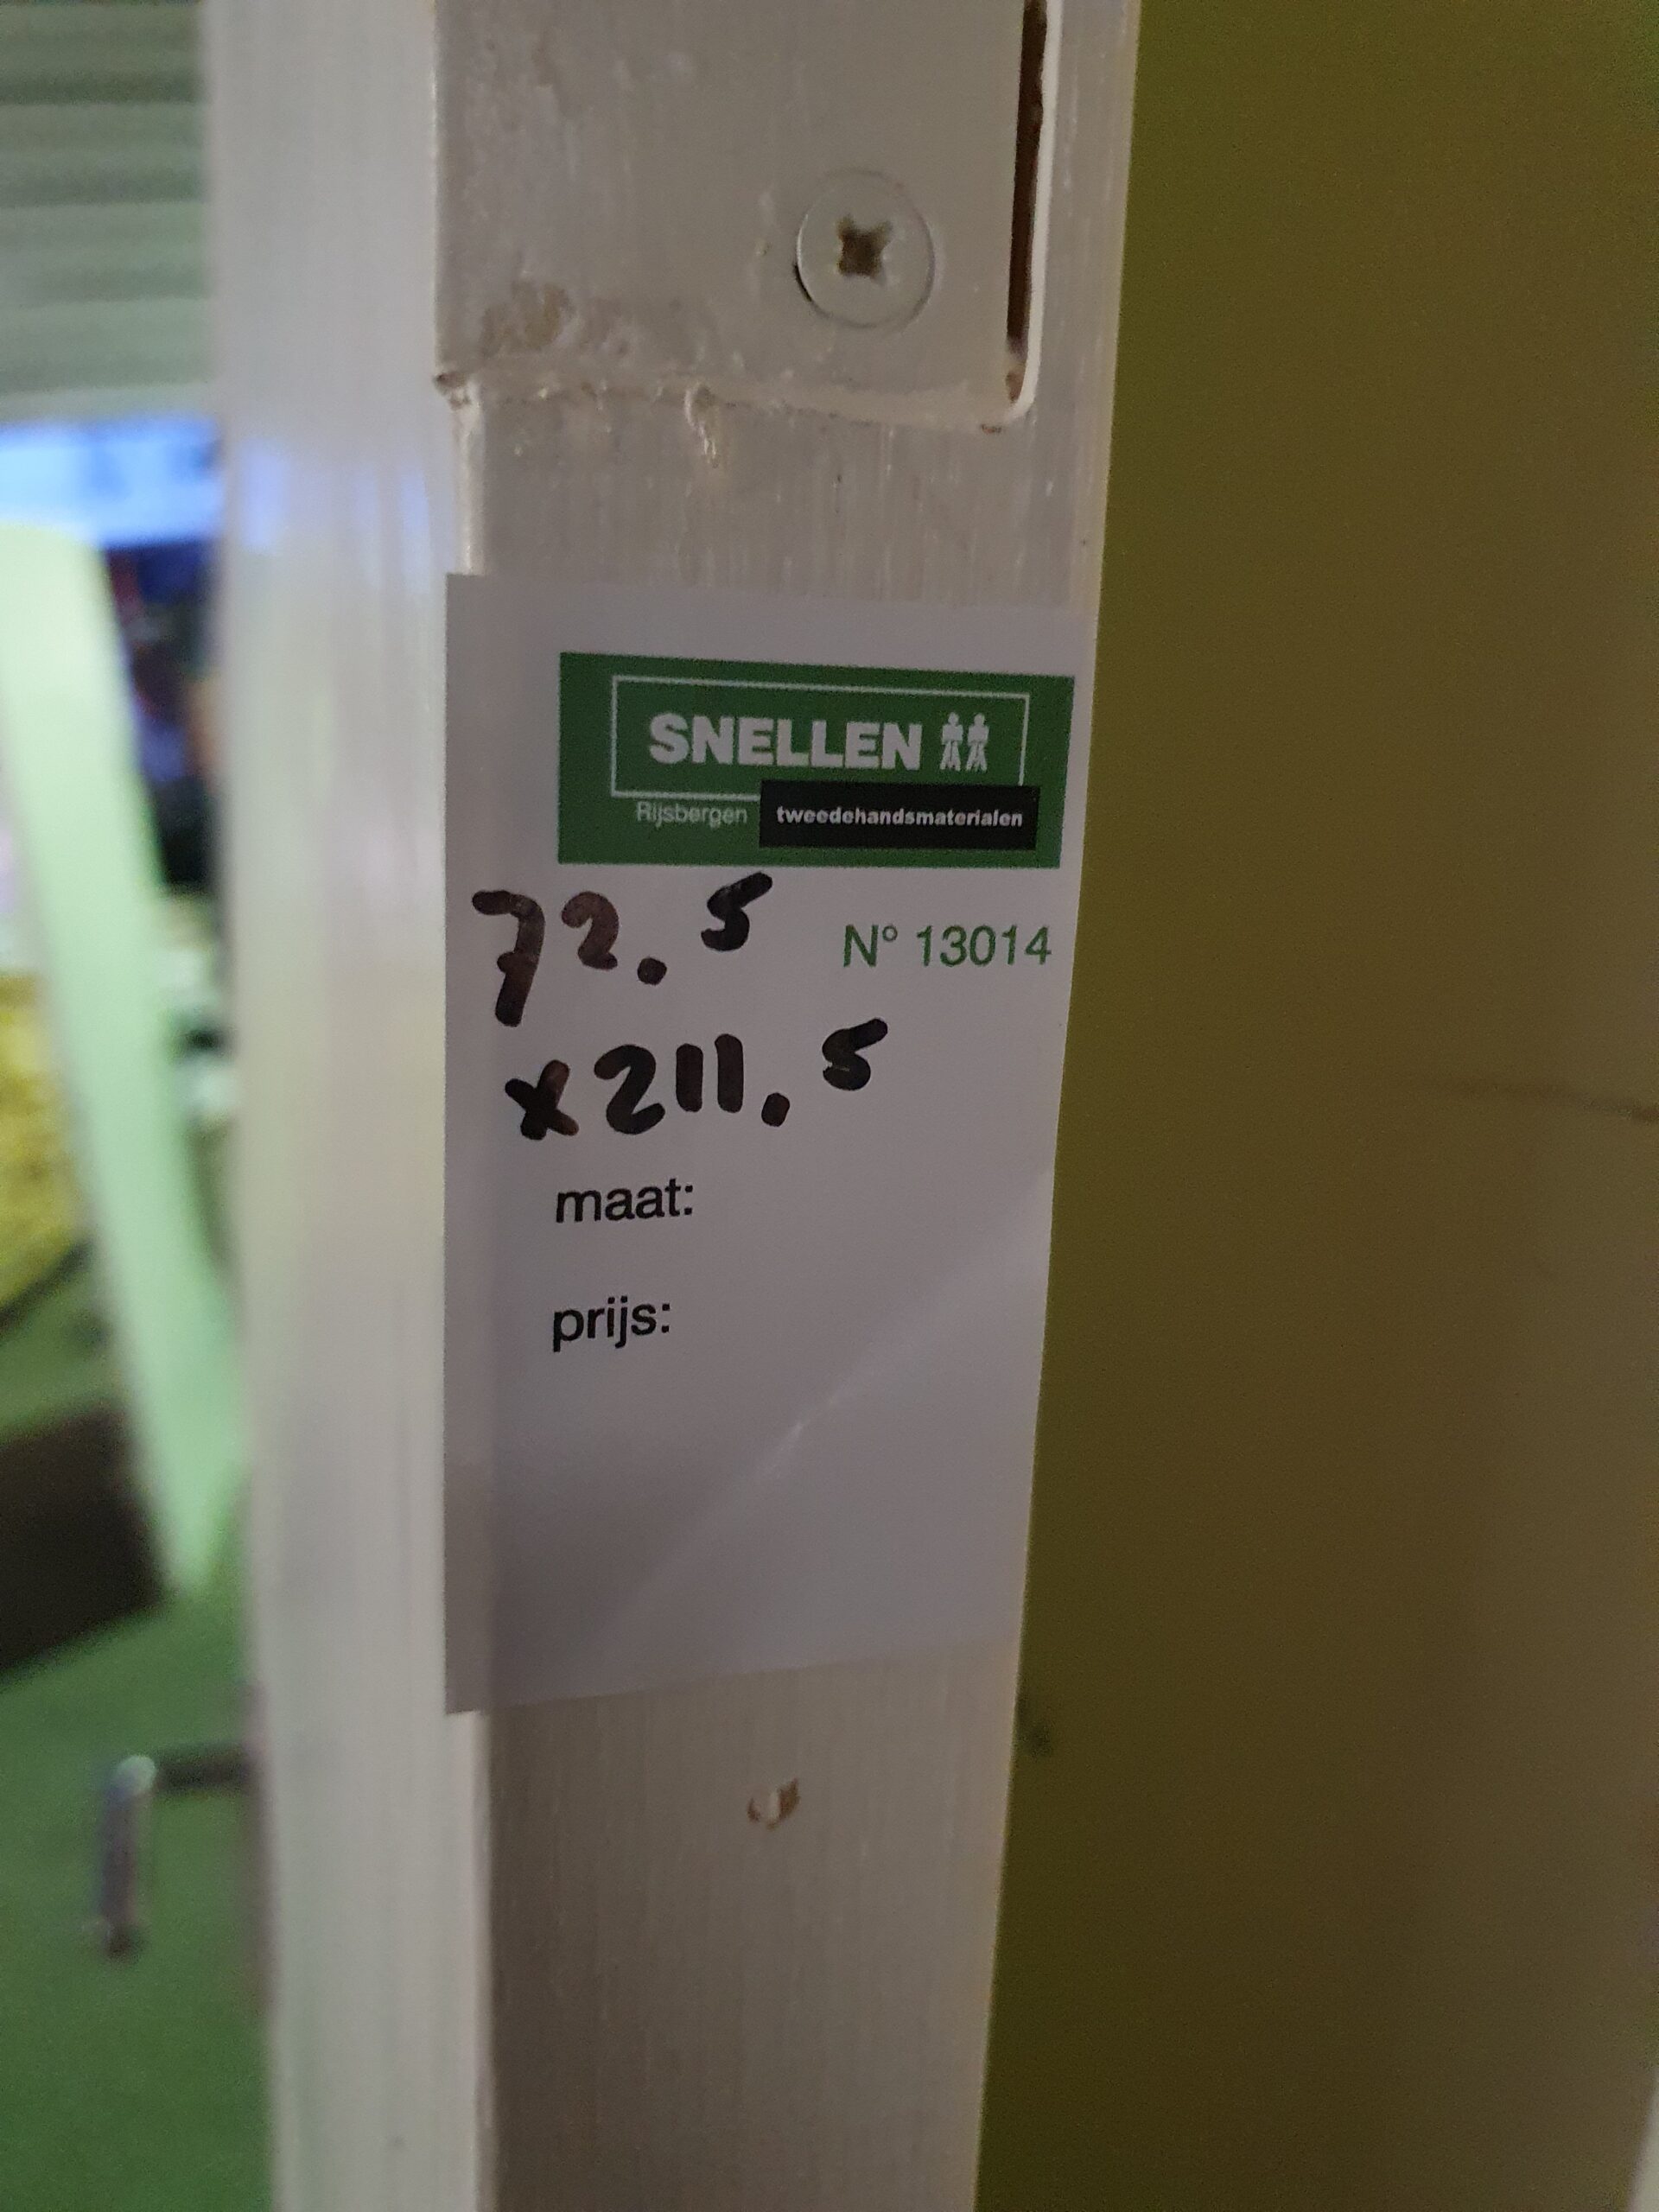 SNELLEN
Rijsbergen tweedehandsmaterialen
72.5 N° 13014
x211.5
maat:
prijs: